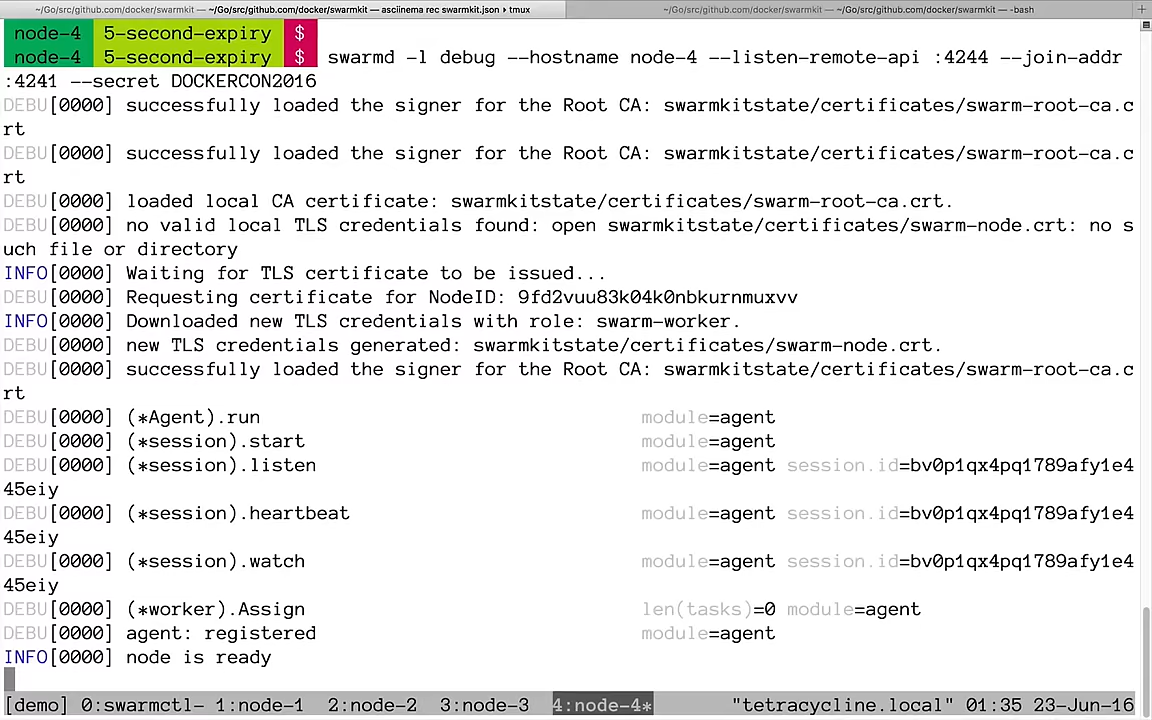 ~/Go/src/github.com/docker/swarmkit — ~/Go/src/github.com/docker/swarmkit — asciinema rec swarmkit.json ▸ tmux
~/Go/src/github.com/docker/swarmkit — ~/Go/src/github.com/docker/swarmkit — -bash
node-4 5-second-expiry $
node-4 5-second-expiry $ swarmd -l debug --hostname node-4 --listen-remote-api :4244 --join-addr
:4241 --secret DOCKERCON2016
DEBU[0000] successfully loaded the signer for the Root CA: swarmkitstate/certificates/swarm-root-ca.c
rt
DEBU[0000] successfully loaded the signer for the Root CA: swarmkitstate/certificates/swarm-root-ca.c
rt
DEBU[0000] loaded local CA certificate: swarmkitstate/certificates/swarm-root-ca.crt.
DEBU[0000] no valid local TLS credentials found: open swarmkitstate/certificates/swarm-node.crt: no s
uch file or directory
INFO[0000] Waiting for TLS certificate to be issued...
DEBU[0000] Requesting certificate for NodeID: 9fd2vuu83k04k0nbkurnmuxvv
INFO[0000] Downloaded new TLS credentials with role: swarm-worker.
DEBU[0000] new TLS credentials generated: swarmkitstate/certificates/swarm-node.crt.
DEBU[0000] successfully loaded the signer for the Root CA: swarmkitstate/certificates/swarm-root-ca.c
rt
DEBU[0000] (*Agent).run module=agent
DEBU[0000] (*session).start module=agent
DEBU[0000] (*session).listen module=agent session.id=bv0p1qx4pq1789afy1e4
45eiy
DEBU[0000] (*session).heartbeat module=agent session.id=bv0p1qx4pq1789afy1e4
45eiy
DEBU[0000] (*session).watch module=agent session.id=bv0p1qx4pq1789afy1e4
45eiy
DEBU[0000] (*worker).Assign len(tasks)=0 module=agent
DEBU[0000] agent: registered module=agent
INFO[0000] node is ready
[demo] 0:swarmctl- 1:node-1 2:node-2 3:node-3 4:node-4* "tetracycline.local" 01:35 23-Jun-16